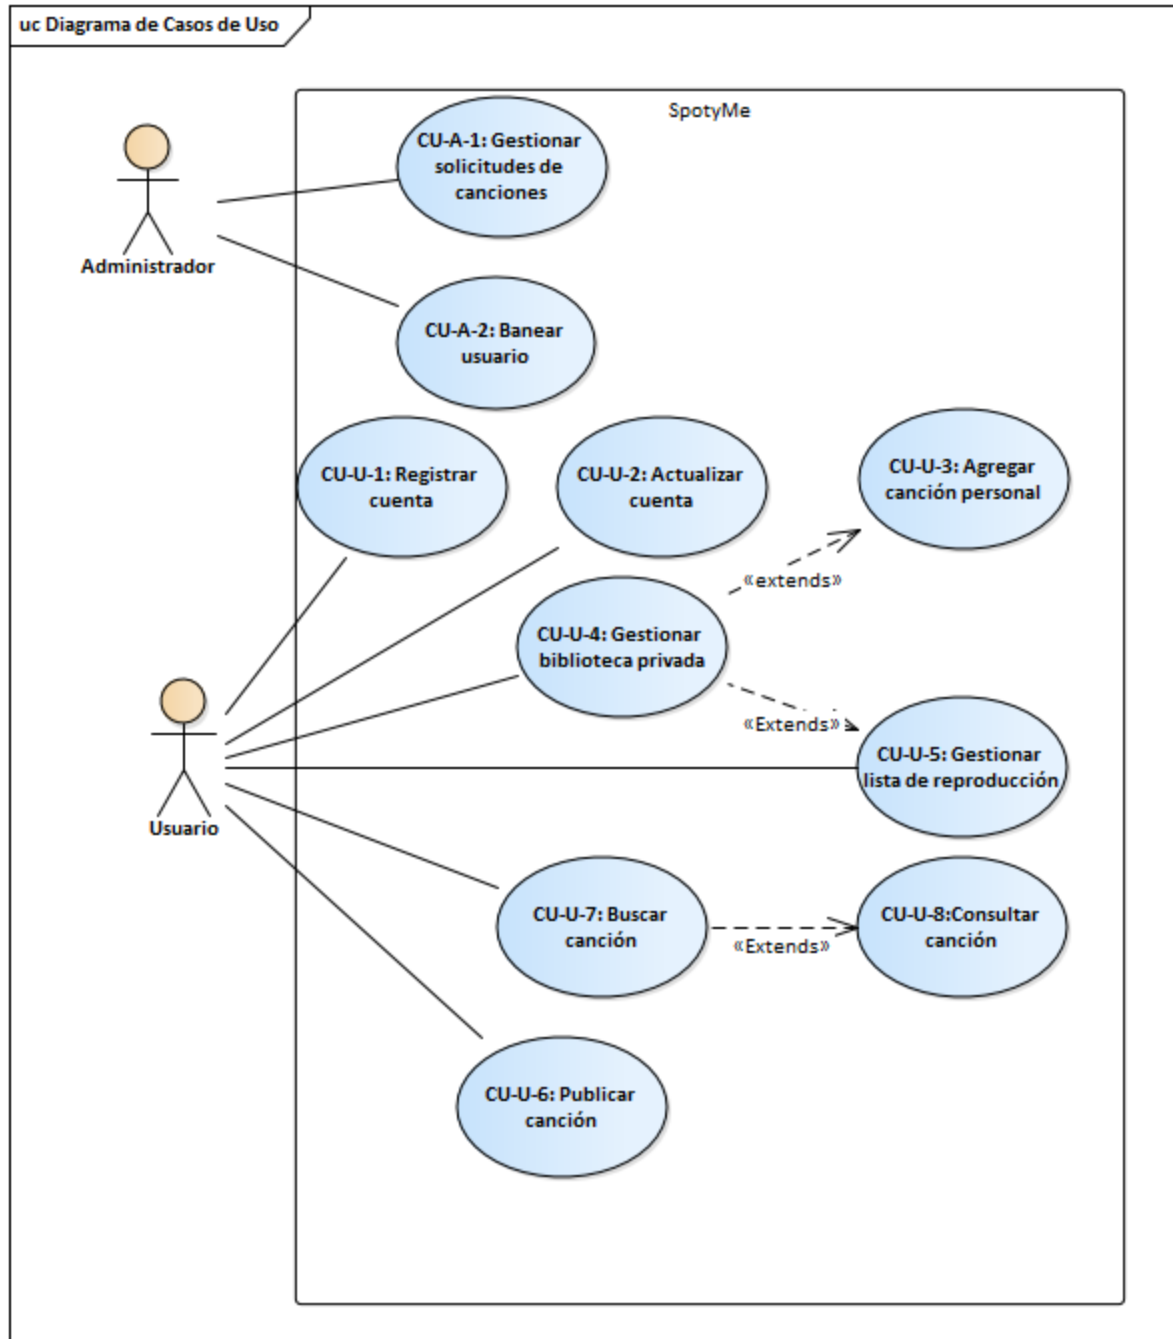 uc Diagrama de Casos de Uso
SpotyMe
CU-A-1: Gestionar
solicitudes de
canciones
Administrador
CU-A-2: Banear
usuario
CU-U-1: Registrar
cuenta
CU-U-2: Actualizar
cuenta
CU-U-3: Agregar
canción personal
«extends»
CU-U-4: Gestionar
biblioteca privada
«Extends»
CU-U-5: Gestionar
lista de reproducción
Usuario
CU-U-7: Buscar
canción
«Extends»
CU-U-8:Consultar
canción
CU-U-6: Publicar
canción